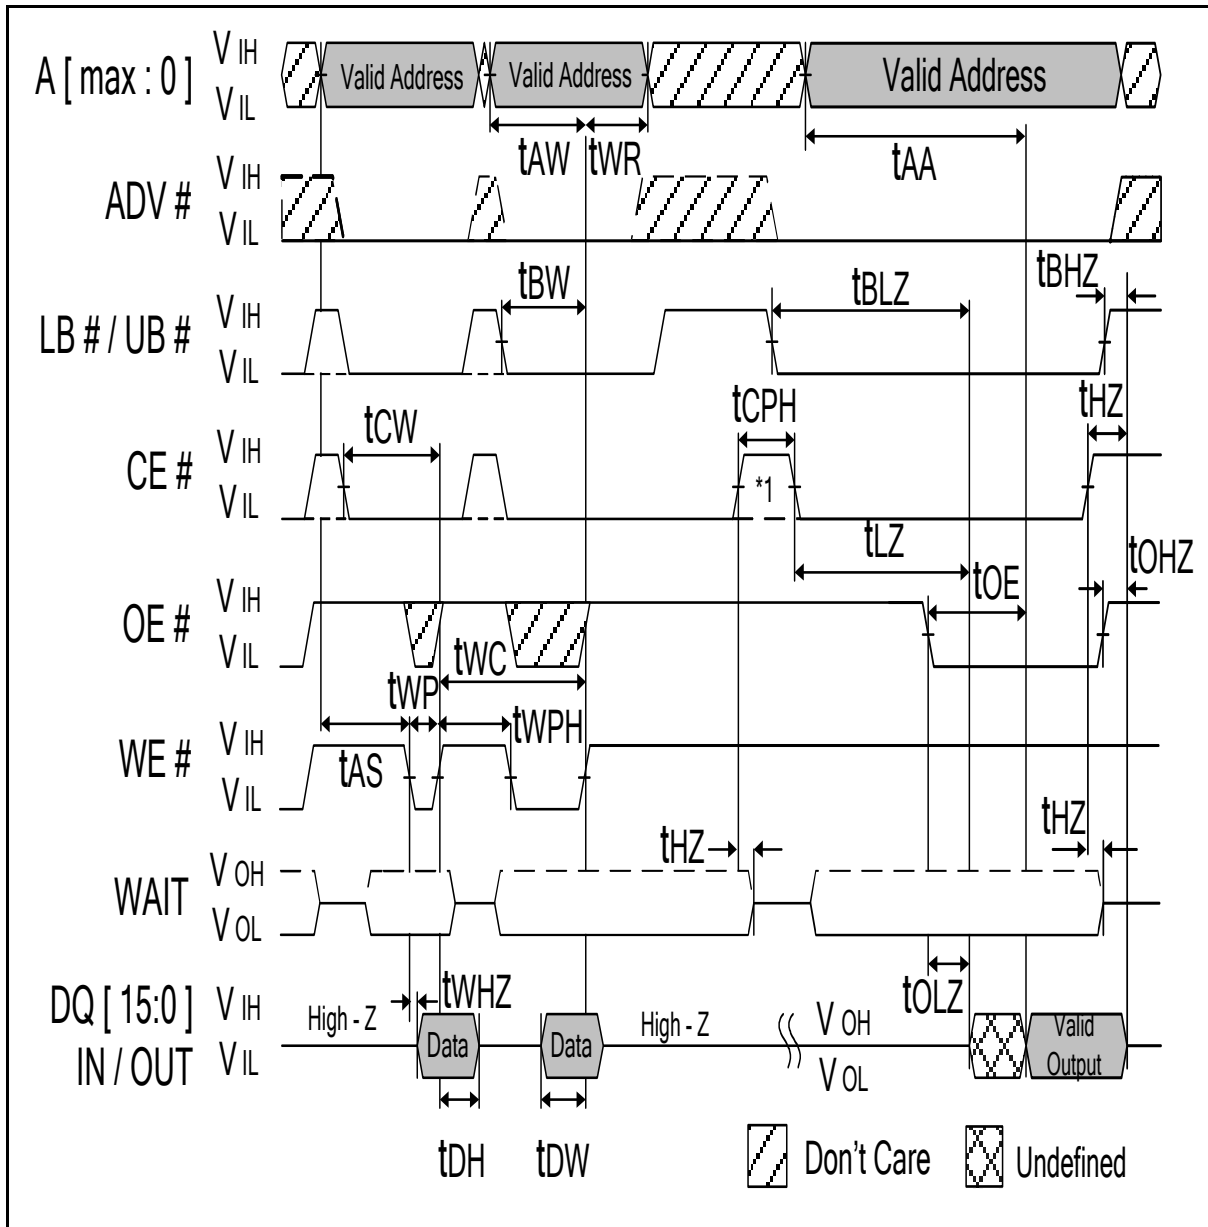 A [ max : 0 ]
V IH
V IL
Valid Address
Valid Address
Valid Address
tAW
tWR
tAA
ADV #
V IH
V IL
tBW
tBLZ
tBHZ
LB # / UB #
V IH
V IL
tCW
tCPH
tHZ
CE #
V IH
V IL
*1
tLZ
tOE
tOHZ
OE #
V IH
V IL
tWC
tWP
tWPH
WE #
V IH
V IL
tAS
tHZ
tHZ
WAIT
V OH
V OL
tWHZ
tOLZ
DQ [ 15:0 ]
IN / OUT
V IH
V IL
High - Z
Data
Data
High - Z
V OH
V OL
Valid
Output
tDH
tDW
Don't Care
Undefined